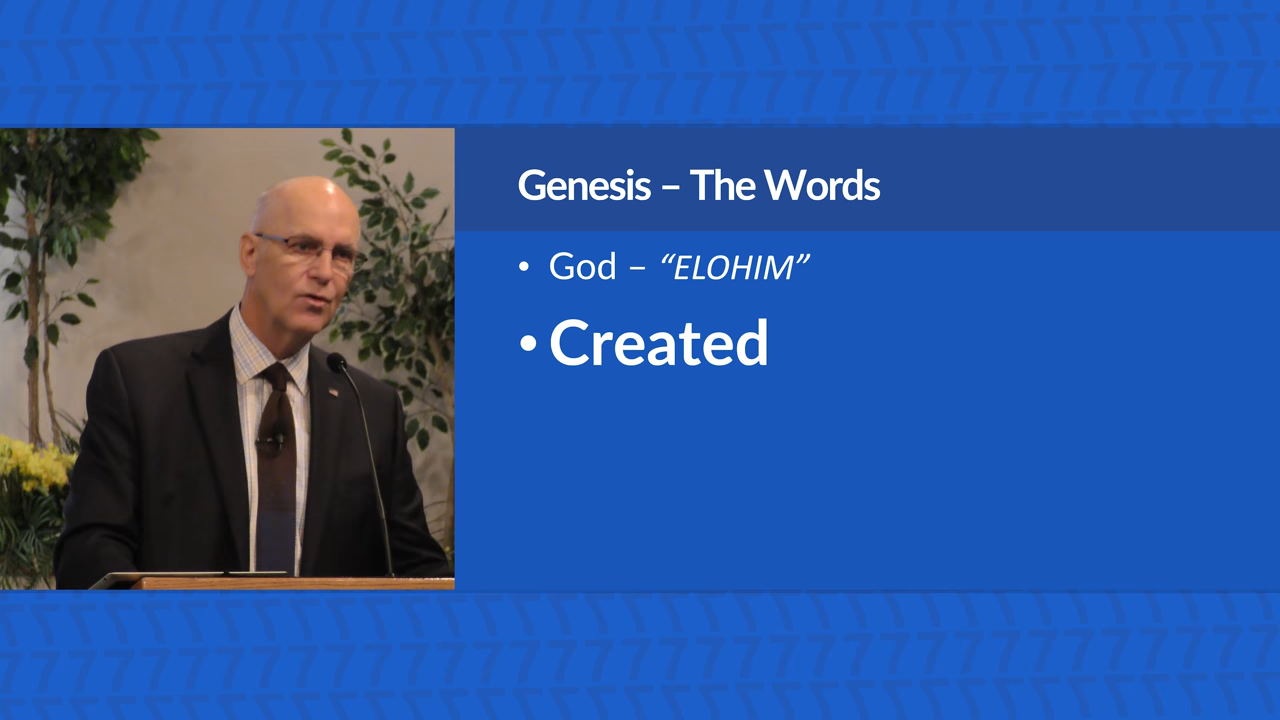 Genesis – The Words
• God – “ELOHIM”
• Created